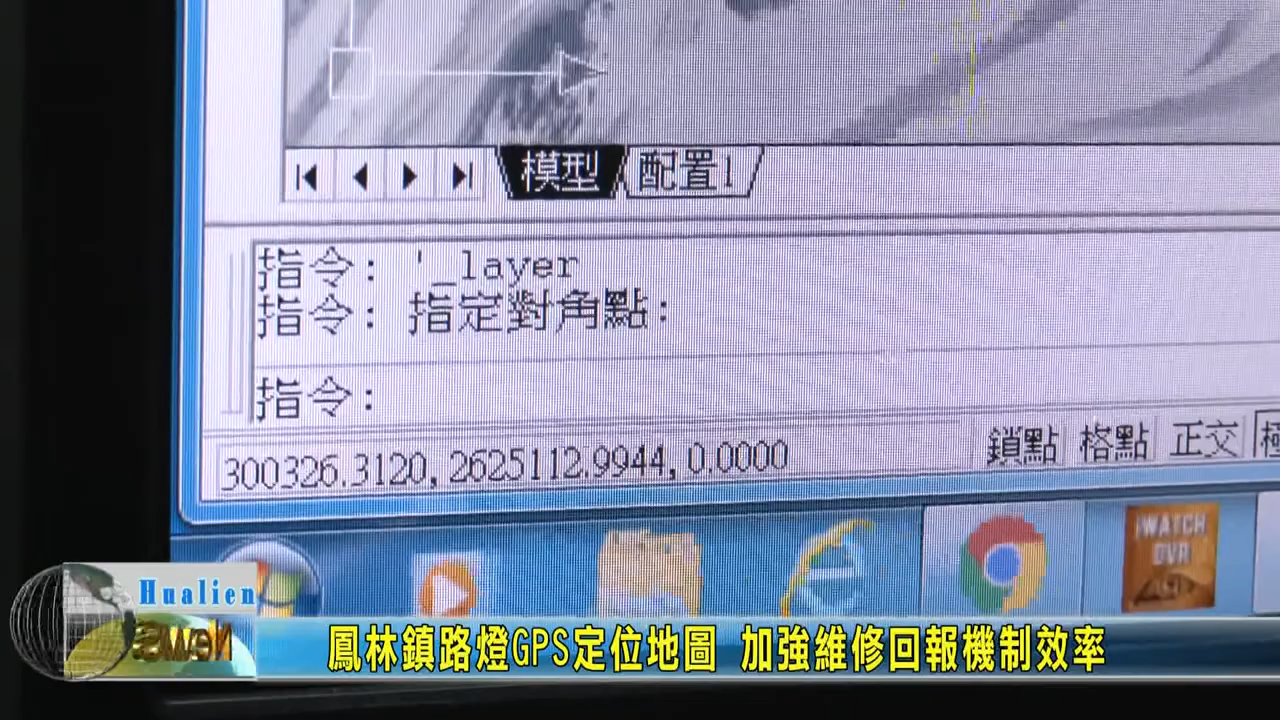 模型 配置1
指令: '_layer
指令: 指定對角點:
指令:
300326.3120, 2625112.9944, 0.0000 鎖點 格點 正交
iWATCH
DVR
Hualien
News
鳳林鎮路燈GPS定位地圖 加強維修回報機制效率